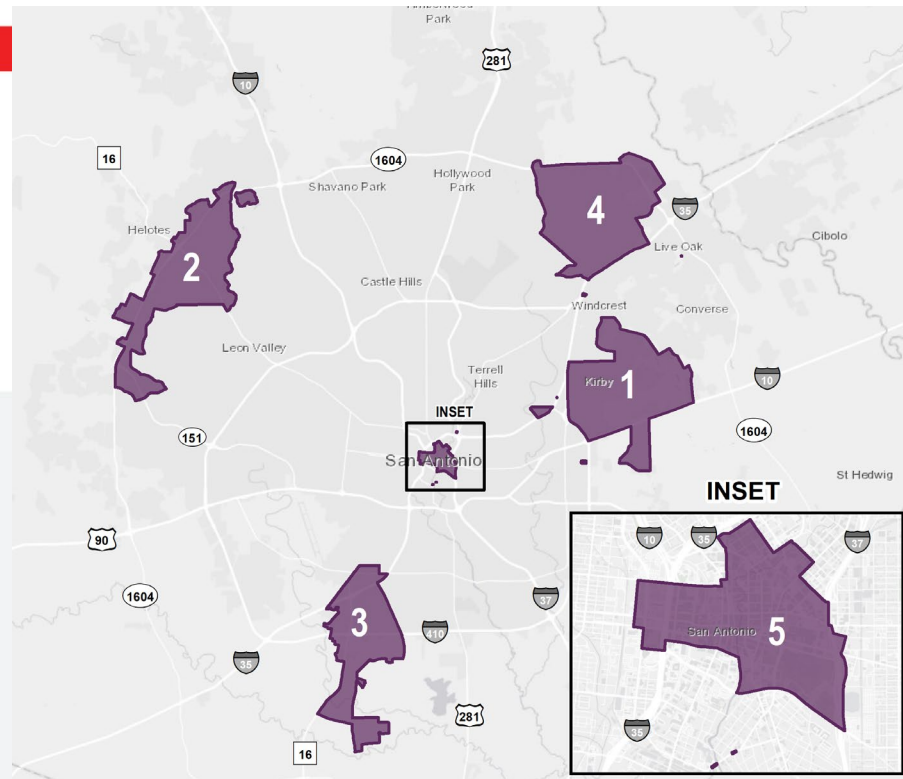 Amberwood
Park
281
10
16
1604
Hollywood
Park
Shavano Park
4
35
Helotes
Cibolo
Live Oak
2
Castle Hills
Windcrest
Converse
Leon Valley
Terrell
Hills
Kirby
1
10
INSET
151
1604
San Antonio
St Hedwig
INSET
90
10
35
37
1604
37
3
410
San Antonio
5
35
281
35
16